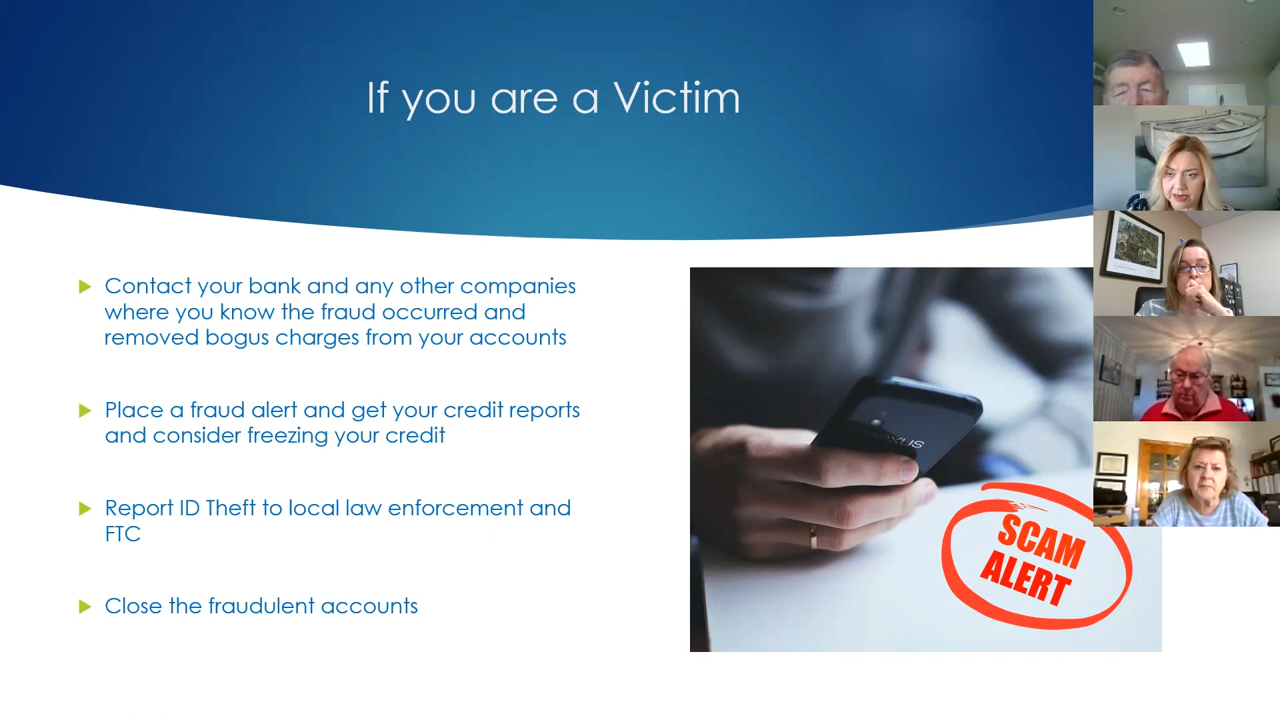 If you are a Victim
Contact your bank and any other companies
where you know the fraud occurred and
removed bogus charges from your accounts
Place a fraud alert and get your credit reports
and consider freezing your credit
Report ID Theft to local law enforcement and
FTC
Close the fraudulent accounts
SCAM
ALERT